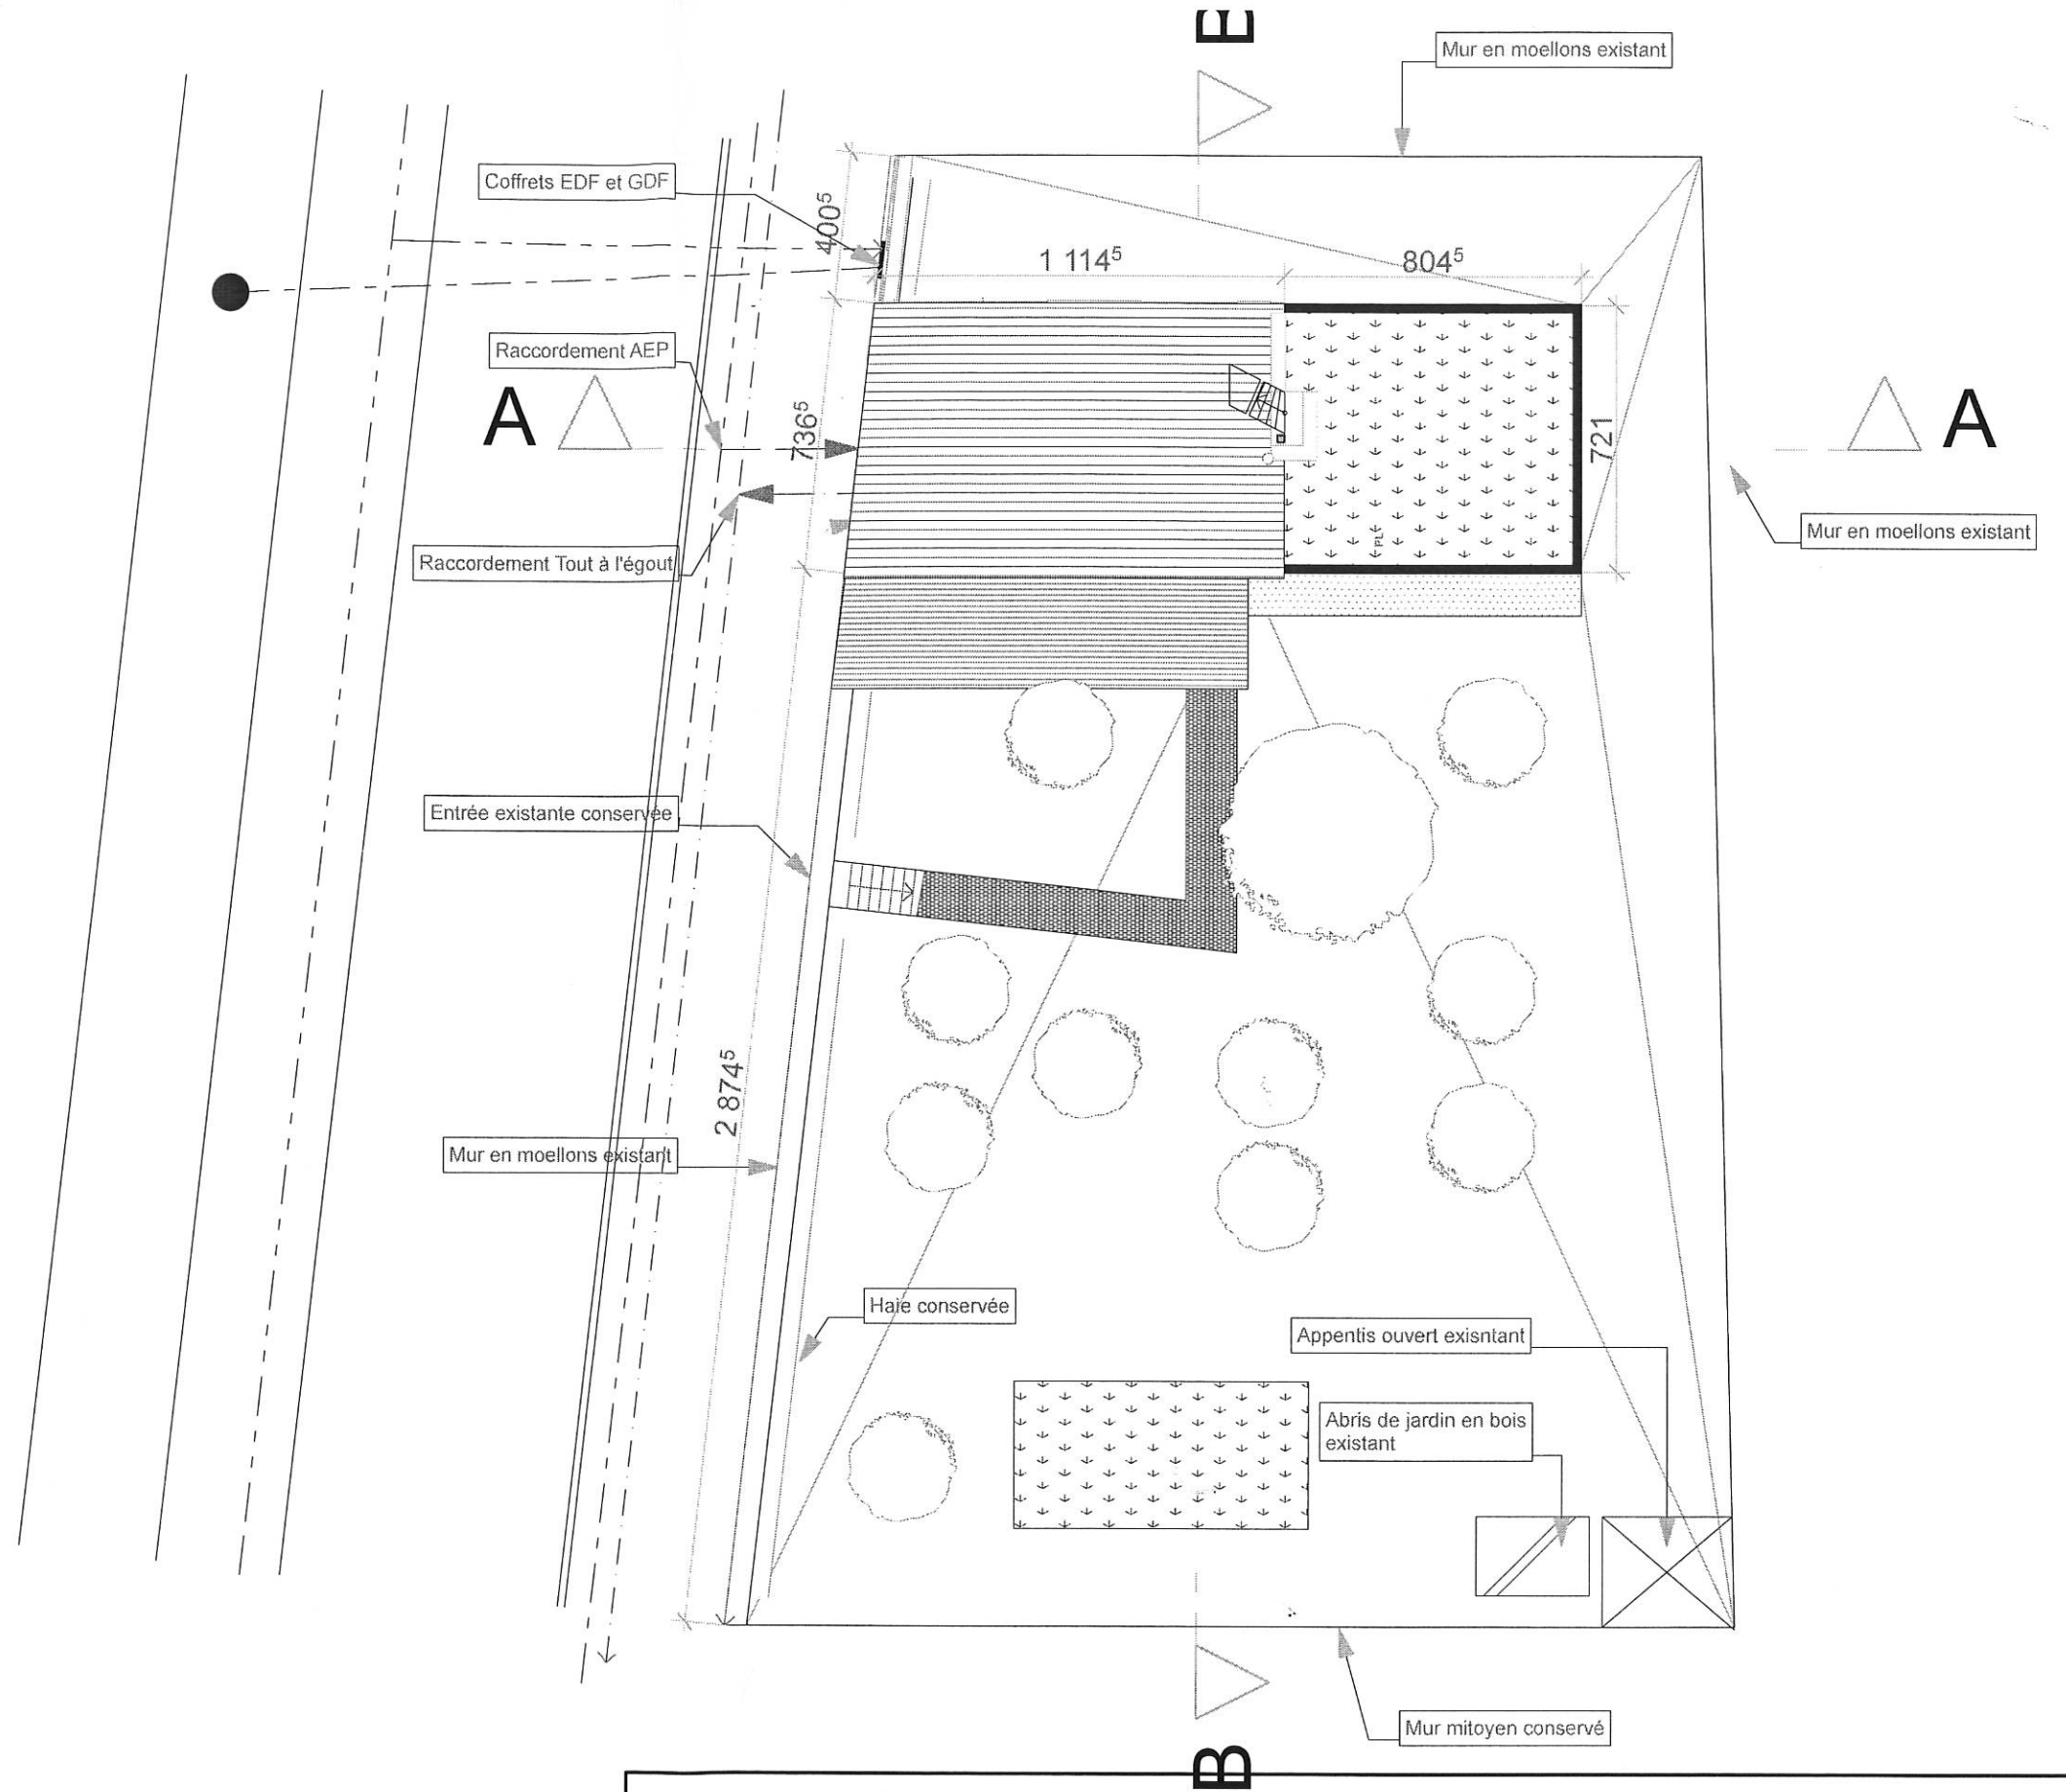 B
Mur en moellons existant
Coffrets EDF et GDF
400⁵
1 114⁵
804⁵
Raccordement AEP
A
736⁵
721
A
PLT
Mur en moellons existant
Raccordement Tout à l'égout
Entrée existante conservée
2 874⁵
Mur en moellons existant
Haie conservée
Appentis ouvert exisntant
Abris de jardin en bois
existant
Mur mitoyen conservé
B